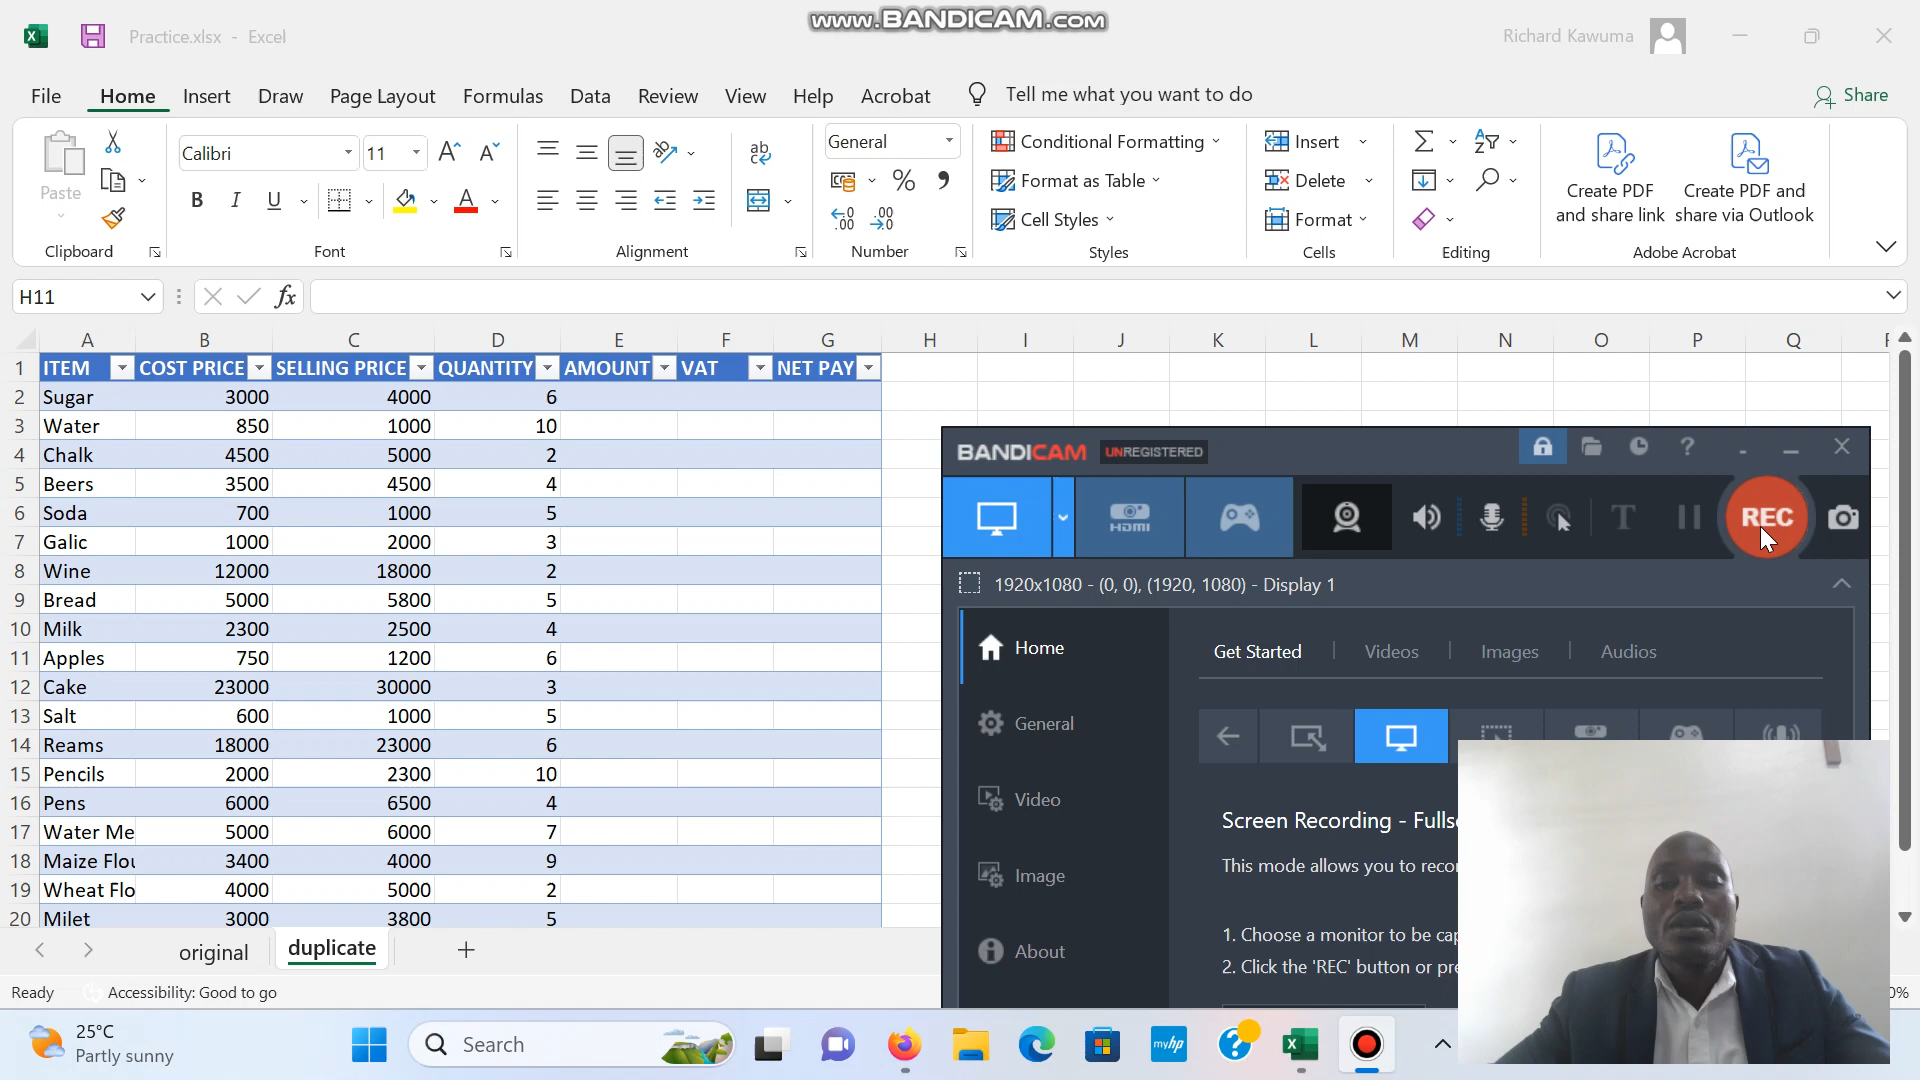 www.BANDICAM.com
Practice.xlsx - Excel
Richard Kawuma
File Home Insert Draw Page Layout Formulas Data Review View Help Acrobat Tell me what you want to do Share
Paste
Clipboard
Calibri 11
B I U
Font
Alignment
General
Number
Conditional Formatting
Format as Table
Cell Styles
Styles
Insert
Delete
Format
Cells
Editing
Create PDF and share link
Create PDF and share via Outlook
Adobe Acrobat
H11 fx
A B C D E F G H I J K L M N O P Q
1 ITEM COST PRICE SELLING PRICE QUANTITY AMOUNT VAT NET PAY
2 Sugar 3000 4000 6
3 Water 850 1000 10
4 Chalk 4500 5000 2
5 Beers 3500 4500 4
6 Soda 700 1000 5
7 Galic 1000 2000 3
8 Wine 12000 18000 2
9 Bread 5000 5800 5
10 Milk 2300 2500 4
11 Apples 750 1200 6
12 Cake 23000 30000 3
13 Salt 600 1000 5
14 Reams 18000 23000 6
15 Pencils 2000 2300 10
16 Pens 6000 6500 4
17 Water Me 5000 6000 7
18 Maize Flou 3400 4000 9
19 Wheat Flo 4000 5000 2
20 Milet 3000 3800 5
original duplicate
Ready Accessibility: Good to go
0%
BANDICAM UNREGISTERED
HDMI
REC
1920x1080 - (0, 0), (1920, 1080) - Display 1
Home
General
Video
Image
About
Get Started Videos Images Audios
Screen Recording - Fulls
This mode allows you to reco
1. Choose a monitor to be cap
2. Click the 'REC' button or pre
25°C
Partly sunny
Search
myhp